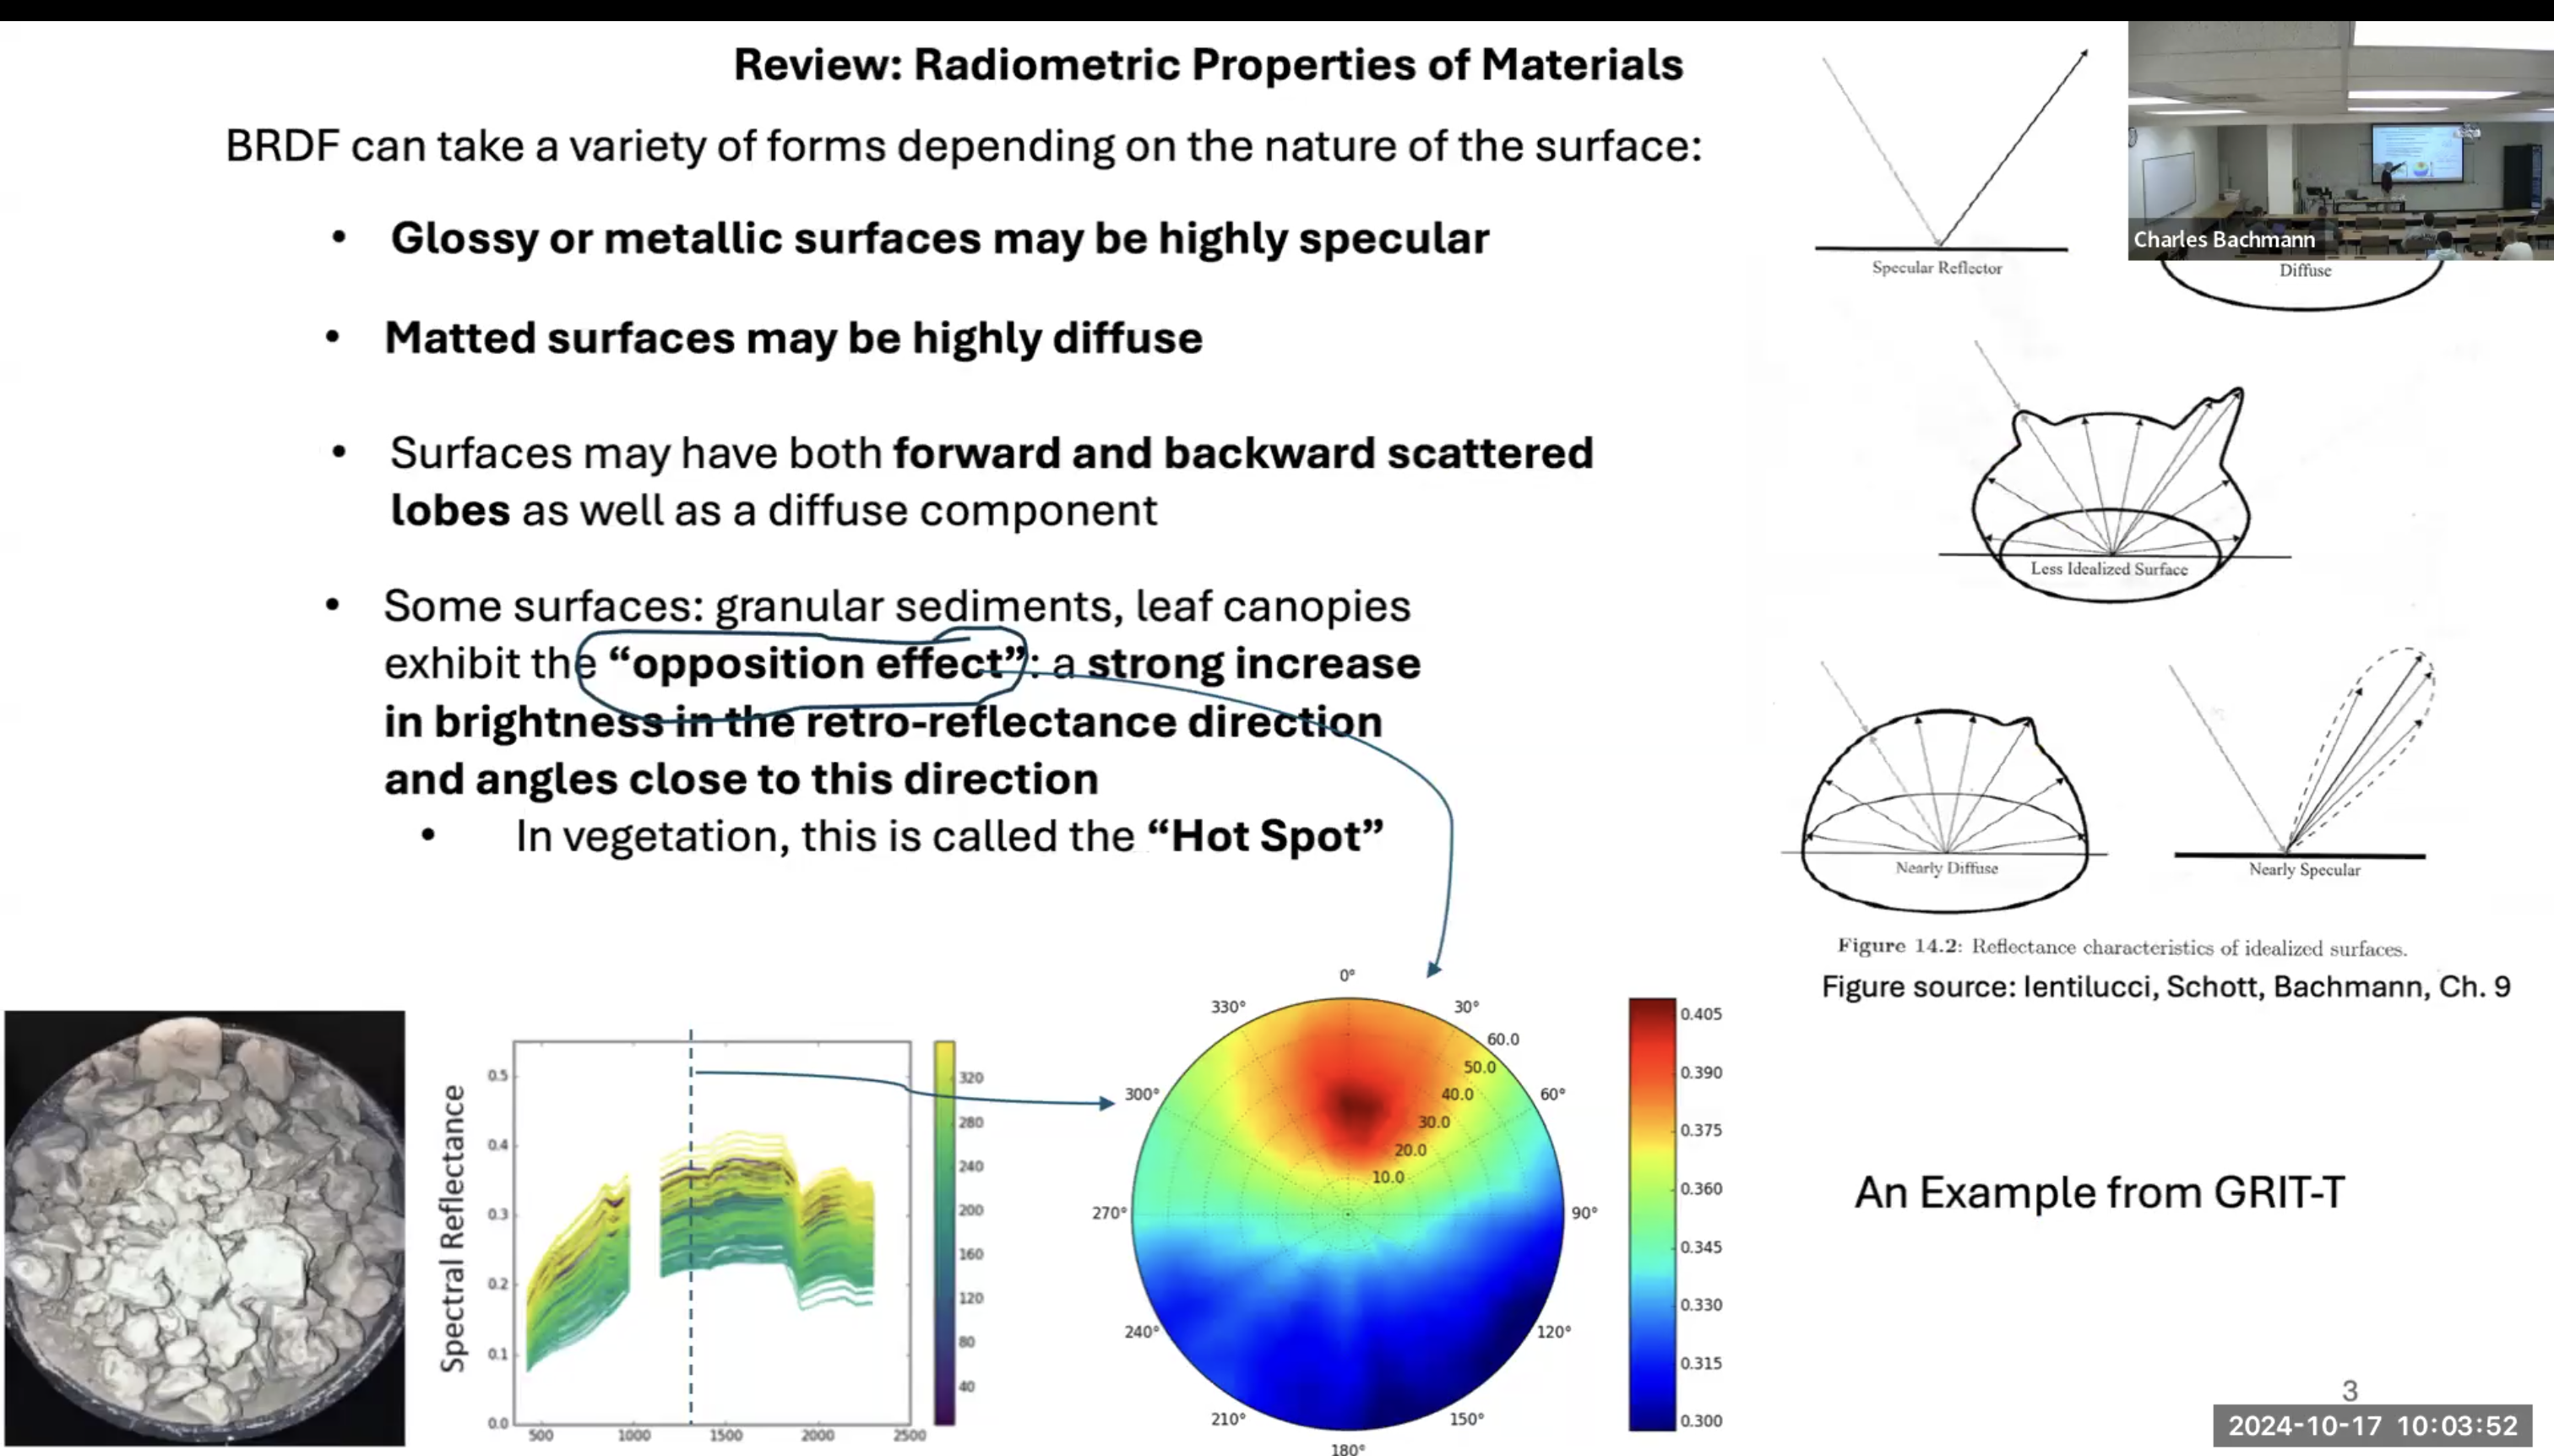 Review: Radiometric Properties of Materials
BRDF can take a variety of forms depending on the nature of the surface:
• Glossy or metallic surfaces may be highly specular
• Matted surfaces may be highly diffuse
• Surfaces may have both forward and backward scattered
lobes as well as a diffuse component
• Some surfaces: granular sediments, leaf canopies
exhibit the “opposition effect”: a strong increase
in brightness in the retro-reflectance direction
and angles close to this direction
• In vegetation, this is called the “Hot Spot”
Specular Reflector
Charles Bachmann
Diffuse
Less Idealized Surface
Nearly Diffuse
Nearly Specular
Figure 14.2: Reflectance characteristics of idealized surfaces.
Figure source: Ientilucci, Schott, Bachmann, Ch. 9
Spectral Reflectance
0.5
0.4
0.3
0.2
0.1
0.0
500 1000 1500 2000 2500
320
280
240
200
160
120
80
40
0°
30°
60°
90°
120°
150°
180°
210°
240°
270°
300°
330°
60.0
50.0
40.0
30.0
20.0
10.0
0.405
0.390
0.375
0.360
0.345
0.330
0.315
0.300
An Example from GRIT-T
3
2024-10-17 10:03:52